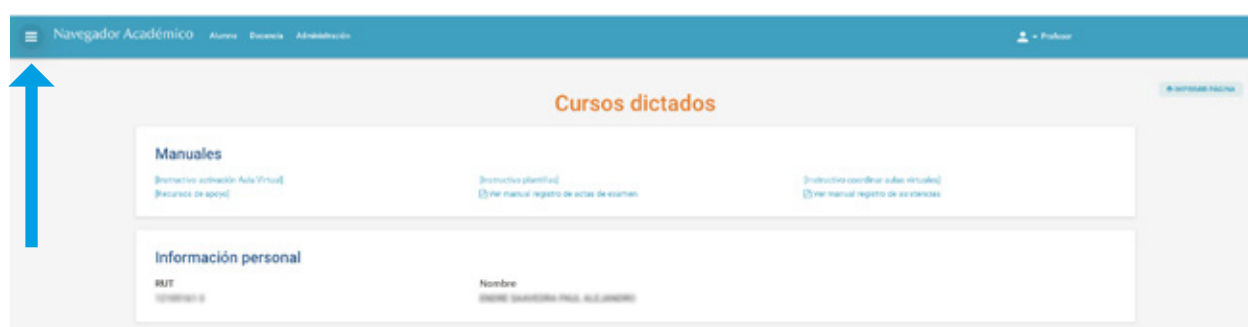 Navegador Académico Alumno Docencia Administración
Profesor
IMPRIMIR PÁGINA
Cursos dictados
Manuales
[Instructivo activación Aula Virtual] [Instructivo plantillas] [Instructivo coordinar aulas virtuales]
[Recursos de apoyo] Ver manual registro de actas de examen Ver manual registro de asistencias
Información personal
RUT Nombre